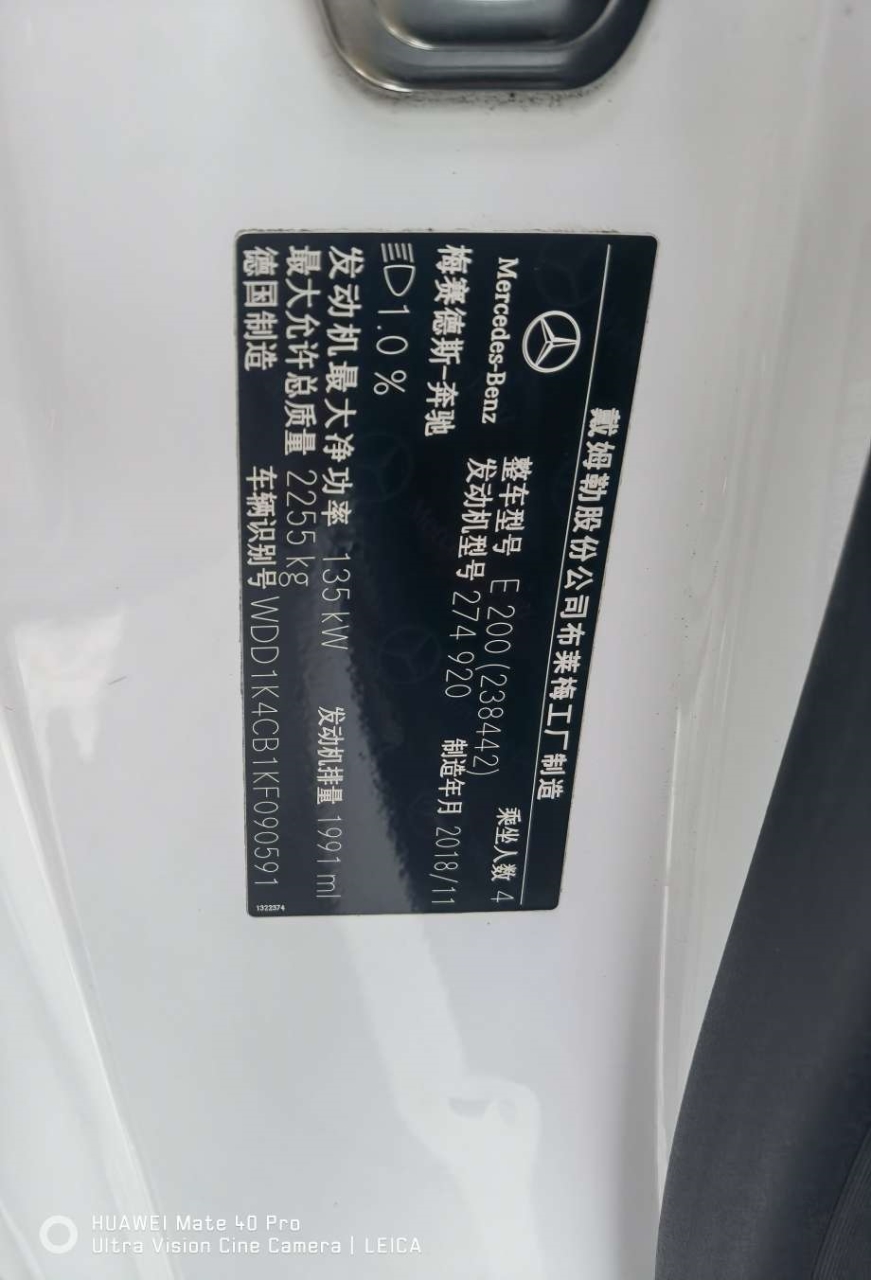 戴姆勒股份公司布莱梅工厂制造
Mercedes-Benz
梅赛德斯-奔驰
整车型号 E 200 (238442) 乘坐人数 4
发动机型号 274 920 制造年月 2018/11
1.0 %
发动机最大净功率 135 kW 发动机排量 1991 ml
最大允许总质量 2255 kg
德国制造 车辆识别号 WDD1K4CB1KF090591
1322374
HUAWEI Mate 40 Pro
Ultra Vision Cine Camera | LEICA